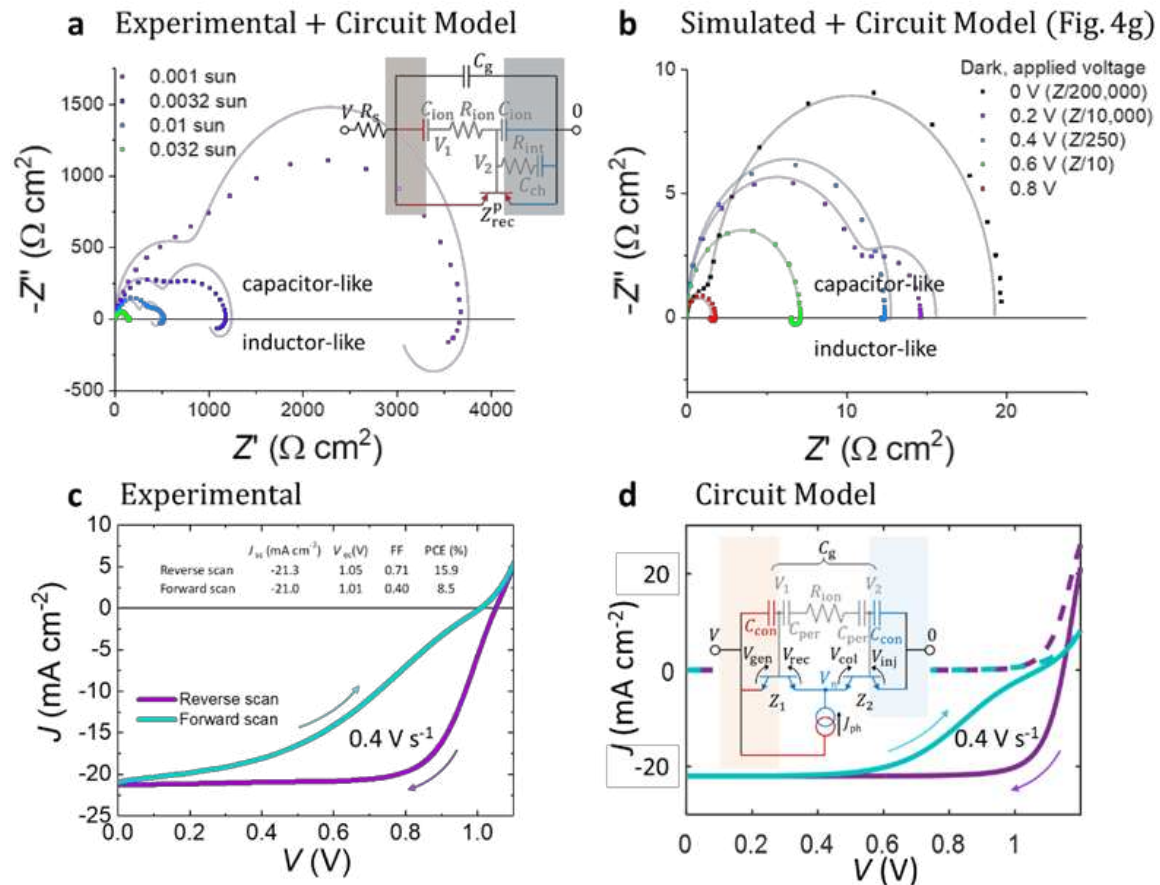 a Experimental + Circuit Model
1500
1000
500
0
-500
-Z″ (Ω cm²)
0.001 sun
0.0032 sun
0.01 sun
0.032 sun
C_g
V R_s C_ion R_ion C_ion 0
V_1
R_int
V_2
C_ch
Z_rec^p
capacitor-like
inductor-like
0 1000 2000 3000 4000
Z′ (Ω cm²)
b Simulated + Circuit Model (Fig. 4g)
10
5
0
-Z″ (Ω cm²)
Dark, applied voltage
0 V (Z/200,000)
0.2 V (Z/10,000)
0.4 V (Z/250)
0.6 V (Z/10)
0.8 V
capacitor-like
inductor-like
0 10 20
Z′ (Ω cm²)
c Experimental
10
5
0
-5
-10
-15
-20
-25
J (mA cm⁻²)
J_sc (mA cm⁻²) V_oc(V) FF PCE (%)
Reverse scan -21.3 1.05 0.71 15.9
Forward scan -21.0 1.01 0.40 8.5
Reverse scan
Forward scan
0.4 V s⁻¹
0.0 0.2 0.4 0.6 0.8 1.0
V (V)
d Circuit Model
20
0
-20
J (mA cm⁻²)
C_g
V_1 R_ion V_2
V C_con C_per C_per C_con 0
V_gen V_rec V_col V_inj
V_n
Z_1 Z_2
J_ph
0.4 V s⁻¹
0 0.2 0.4 0.6 0.8 1
V (V)